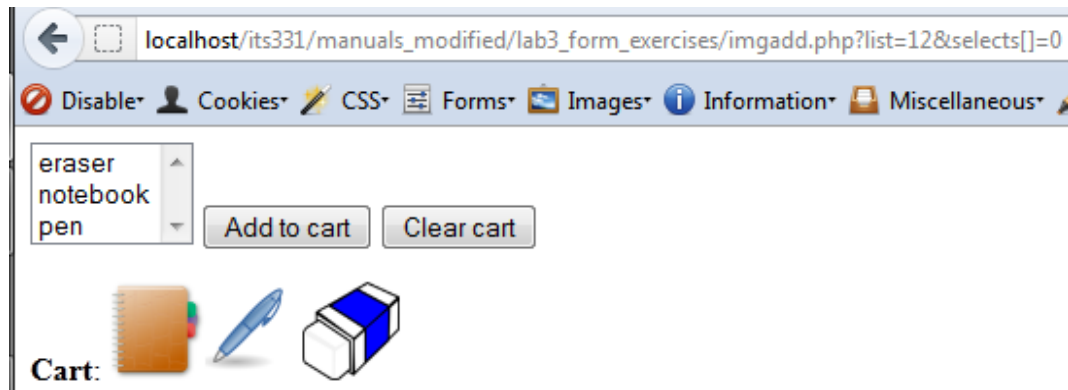 localhost/its331/manuals_modified/lab3_form_exercises/imgadd.php?list=12&selects[]=0
Disable Cookies CSS Forms Images Information Miscellaneous
eraser
notebook
pen
Add to cart Clear cart
Cart: